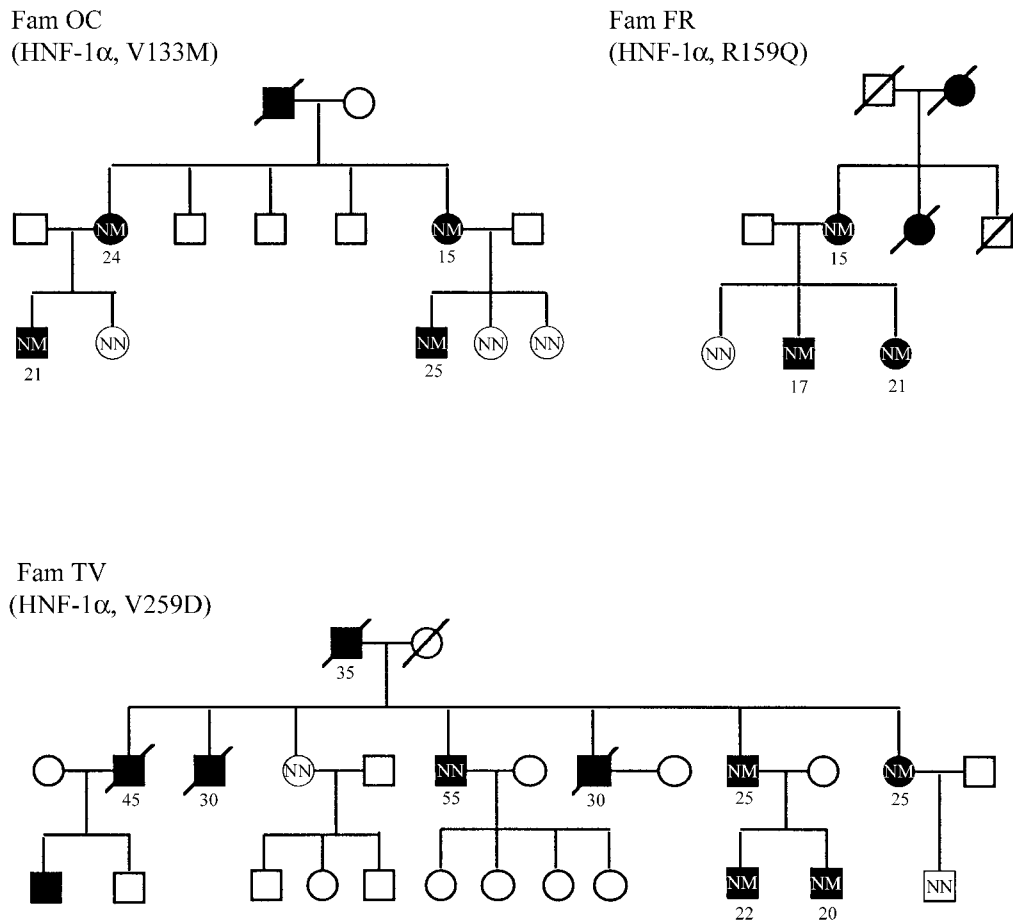 Fam OC
(HNF-1α, V133M)
Fam FR
(HNF-1α, R159Q)
NM
24
NM
15
NM
15
NM
21
NN
NM
25
NN
NN
NN
NM
17
NM
21
Fam TV
(HNF-1α, V259D)
35
45
30
NN
NN
55
30
NM
25
NM
25
NM
22
NM
20
NN